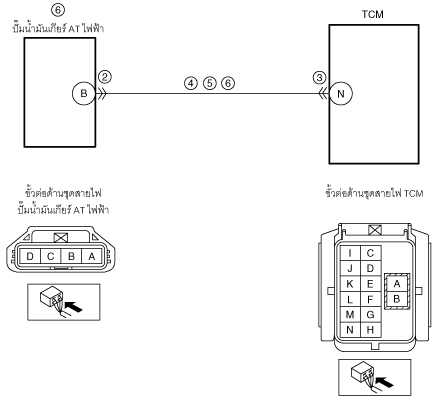 ⑥
ปั๊มน้ำมันเกียร์ AT ไฟฟ้า
TCM
② ④ ⑤ ⑥ ③
B N
ขั้วต่อด้านชุดสายไฟ
ปั๊มน้ำมันเกียร์ AT ไฟฟ้า
D C B A
ขั้วต่อด้านชุดสายไฟ TCM
I C
J D
K E A
L F B
M G
N H